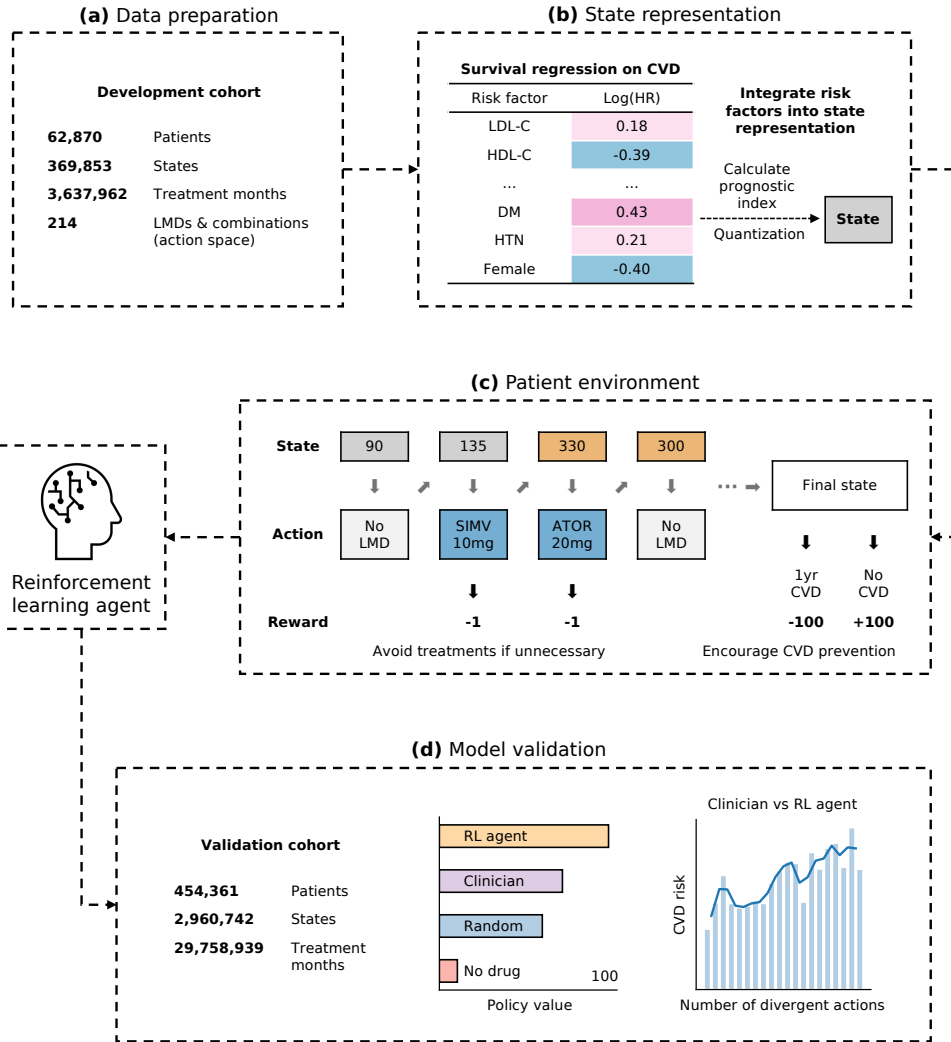 (a) Data preparation
Development cohort
62,870 Patients
369,853 States
3,637,962 Treatment months
214 LMDs & combinations
(action space)
(b) State representation
Survival regression on CVD
Risk factor Log(HR)
LDL-C 0.18
HDL-C -0.39
... ...
DM 0.43
HTN 0.21
Female -0.40
Integrate risk
factors into state
representation
Calculate
prognostic
index
Quantization
State
(c) Patient environment
State 90 135 330 300
... Final state
Action
No
LMD
SIMV
10mg
ATOR
20mg
No
LMD
1yr
CVD
No
CVD
Reward -1 -1 -100 +100
Avoid treatments if unnecessary
Encourage CVD prevention
Reinforcement
learning agent
(d) Model validation
Validation cohort
454,361 Patients
2,960,742 States
29,758,939 Treatment
months
RL agent
Clinician
Random
No drug
100
Policy value
Clinician vs RL agent
CVD risk
Number of divergent actions